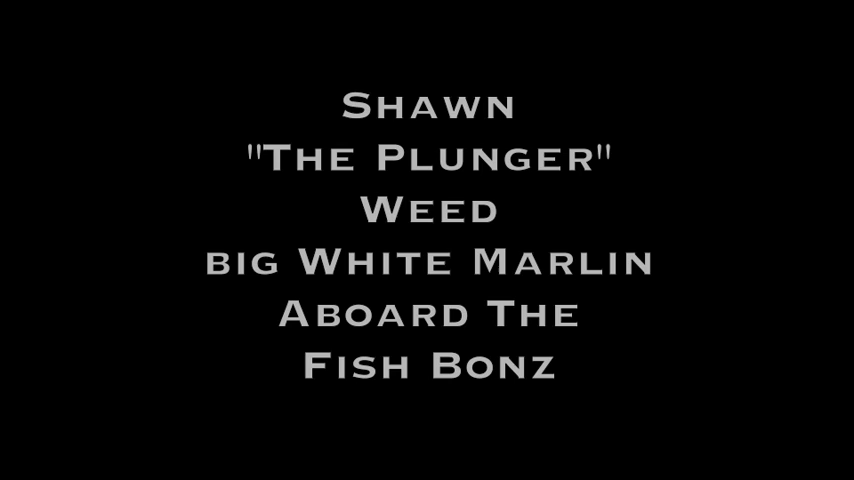 Shawn
"The Plunger"
Weed
big White Marlin
Aboard The
Fish Bonz